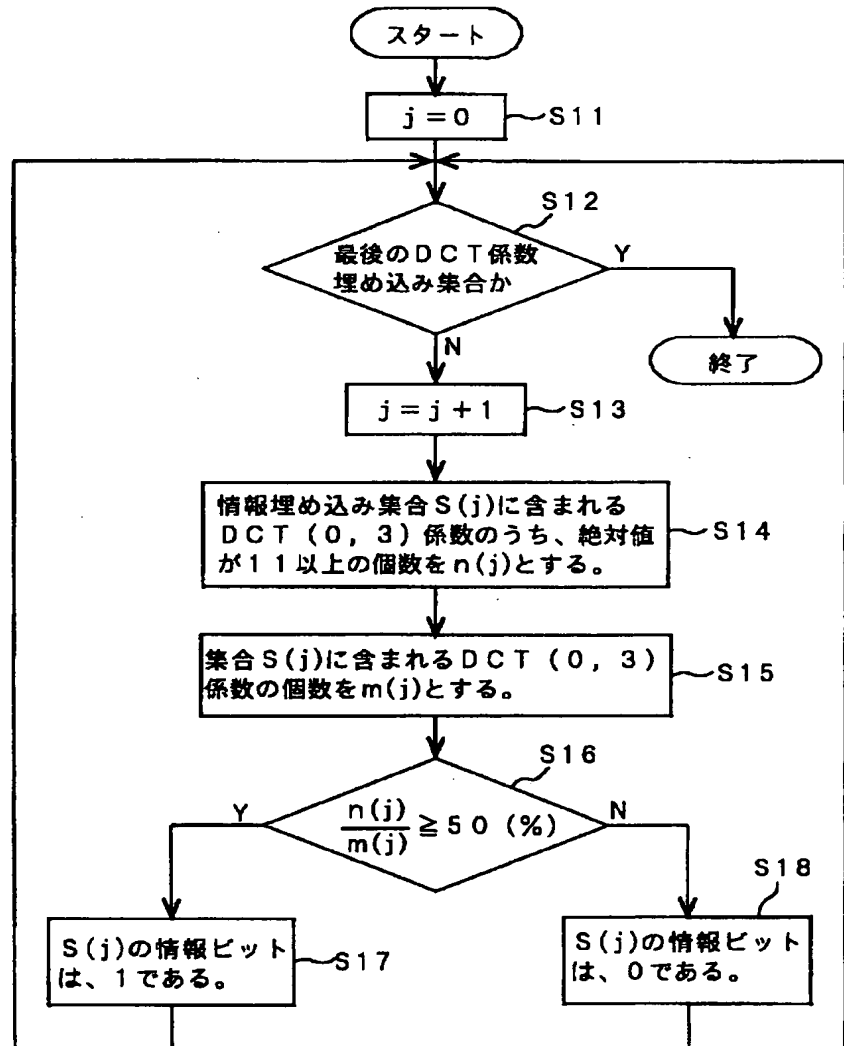 スタート
j=0
S11
S12
最後のDCT係数
埋め込み集合か
Y
N
終了
j=j+1
S13
情報埋め込み集合S(j)に含まれる
DCT(0,3)係数のうち、絶対値
が11以上の個数をn(j)とする。
S14
集合S(j)に含まれるDCT(0,3)
係数の個数をm(j)とする。
S15
S16
Y
n(j)
m(j)
≧50(%)
N
S(j)の情報ビット
は、1である。
S17
S18
S(j)の情報ビット
は、0である。